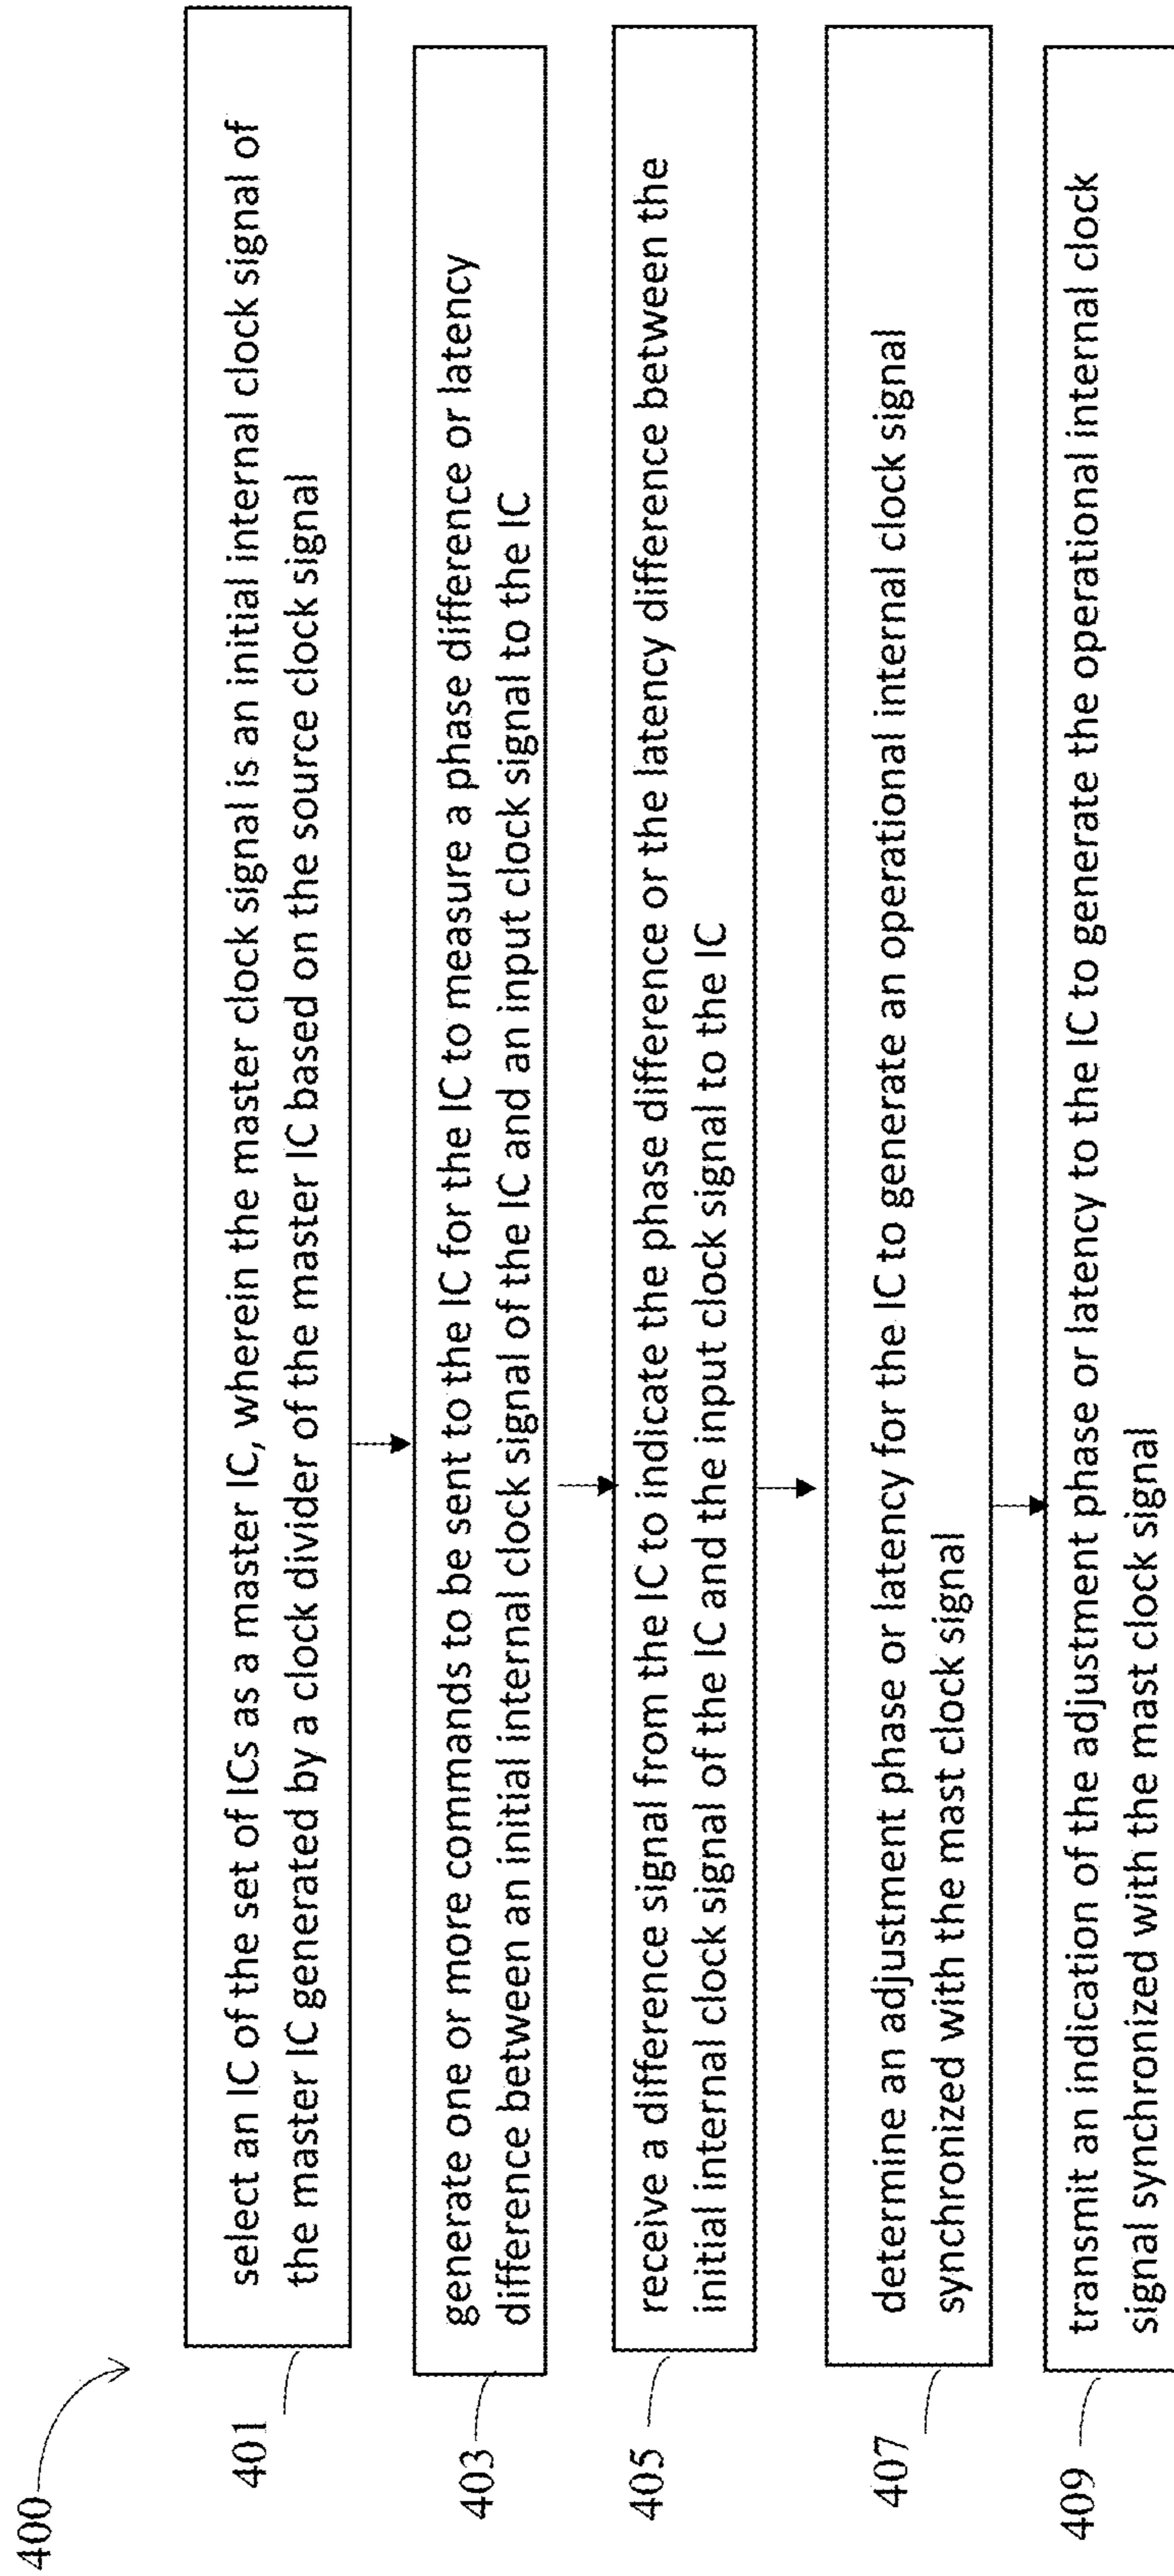 400
401
select an IC of the set of ICs as a master IC, wherein the master clock signal is an initial internal clock signal of
the master IC generated by a clock divider of the master IC based on the source clock signal
403
generate one or more commands to be sent to the IC for the IC to measure a phase difference or latency
difference between an initial internal clock signal of the IC and an input clock signal to the IC
405
receive a difference signal from the IC to indicate the phase difference or the latency difference between the
initial internal clock signal of the IC and the input clock signal to the IC
407
determine an adjustment phase or latency for the IC to generate an operational internal clock signal
synchronized with the mast clock signal
409
transmit an indication of the adjustment phase or latency to the IC to generate the operational internal clock
signal synchronized with the mast clock signal